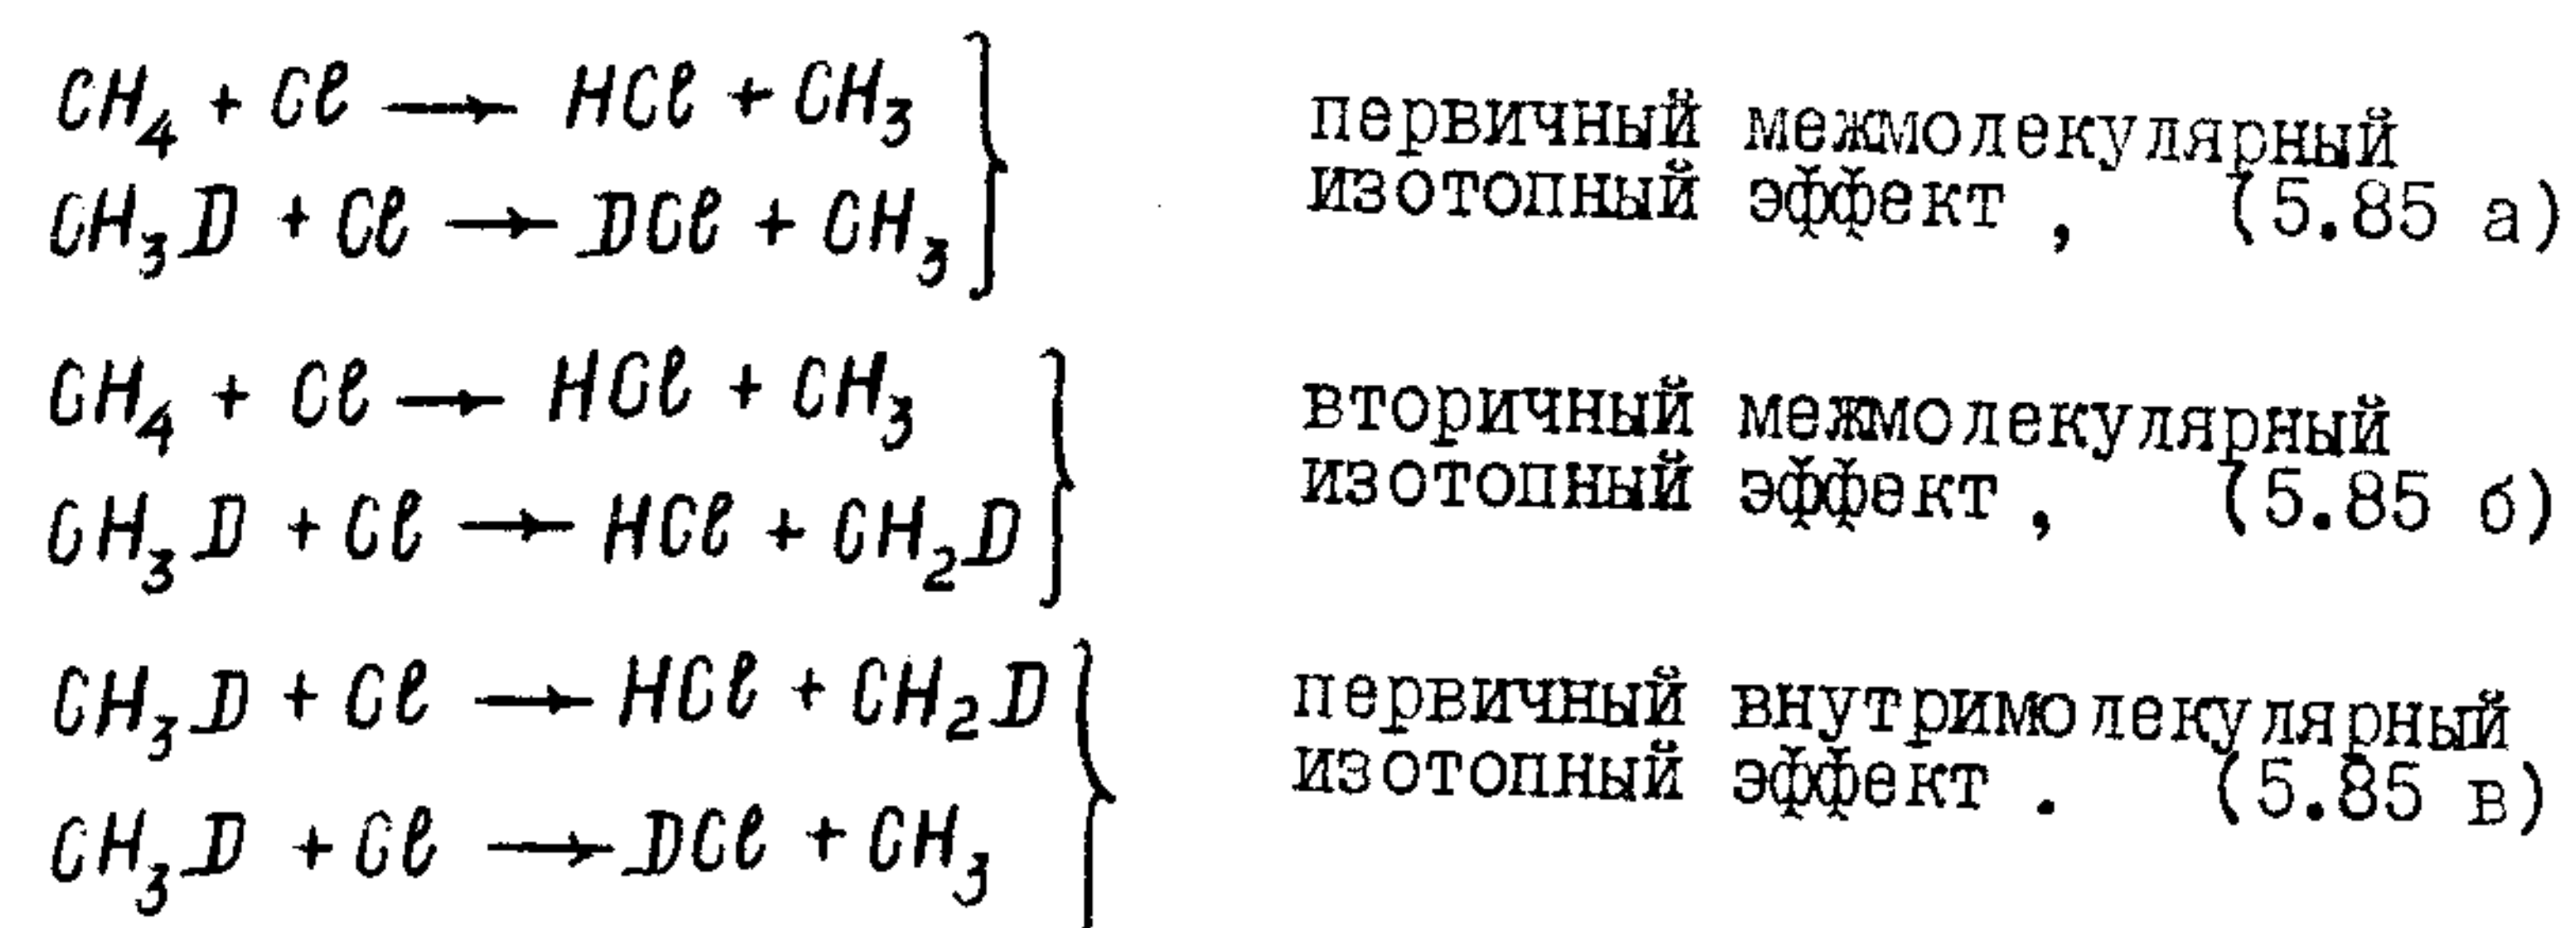 CH₄ + Cl → HCl + CH₃
первичный межмолекулярный
CH₃D + Cl → DCl + CH₃
изотопный эффект , (5.85 а)
CH₄ + Cl → HCl + CH₃
вторичный межмолекулярный
CH₃D + Cl → HCl + CH₂D
изотопный эффект, (5.85 б)
CH₃D + Cl → HCl + CH₂D
первичный внутримолекулярный
CH₃D + Cl → DCl + CH₃
изотопный эффект . (5.85 в)